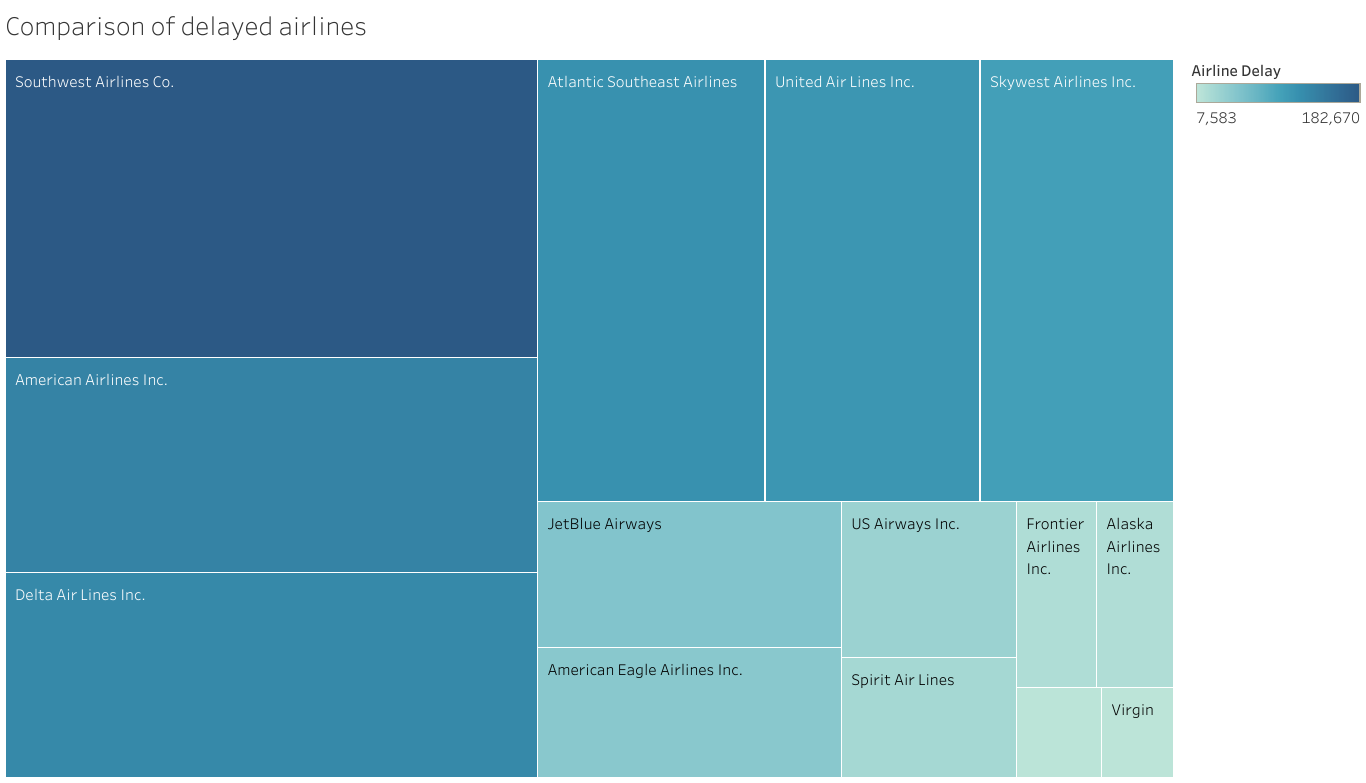 Comparison of delayed airlines
Southwest Airlines Co.
Atlantic Southeast Airlines
United Air Lines Inc.
Skywest Airlines Inc.
Airline Delay
7,583
182,670
American Airlines Inc.
Delta Air Lines Inc.
JetBlue Airways
US Airways Inc.
Frontier
Airlines
Inc.
Alaska
Airlines
Inc.
American Eagle Airlines Inc.
Spirit Air Lines
Virgin